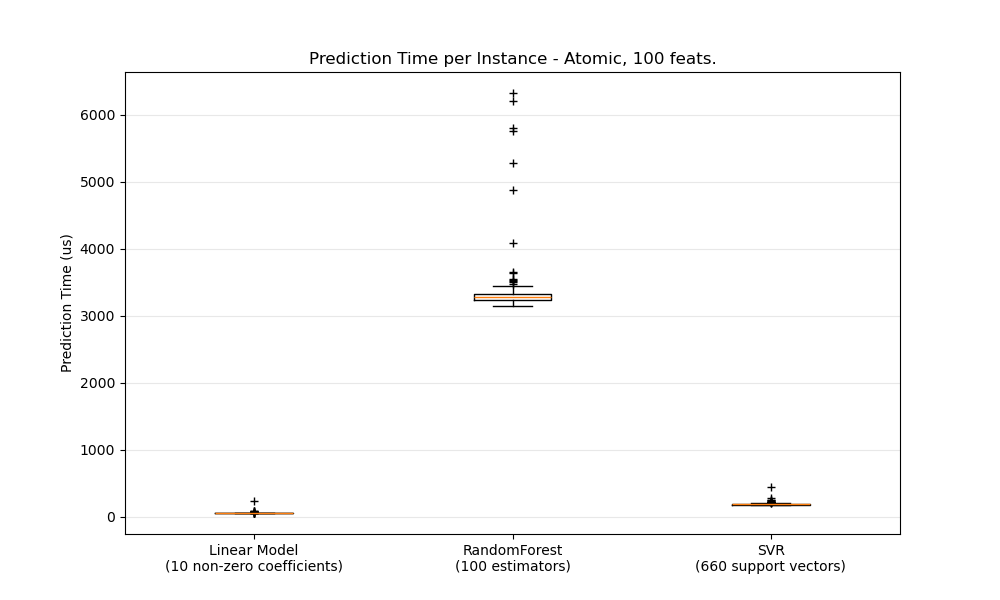 Prediction Time per Instance - Atomic, 100 feats.
Prediction Time (us)
6000
5000
4000
3000
2000
1000
0
Linear Model
(10 non-zero coefficients)
RandomForest
(100 estimators)
SVR
(660 support vectors)